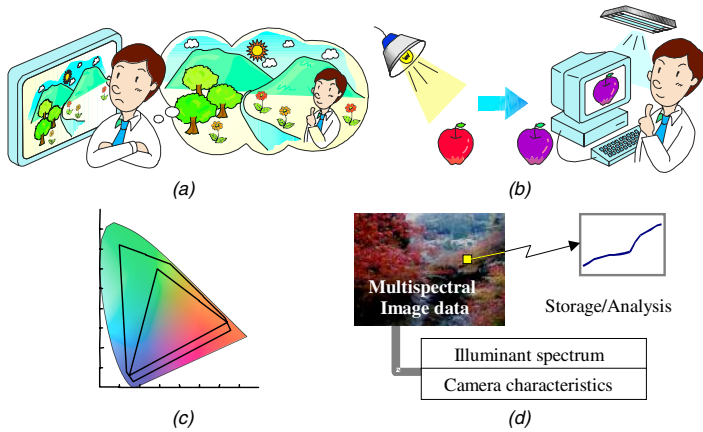 (a)
(b)
Multispectral
Image data
Storage/Analysis
Illuminant spectrum
Camera characteristics
(c)
(d)